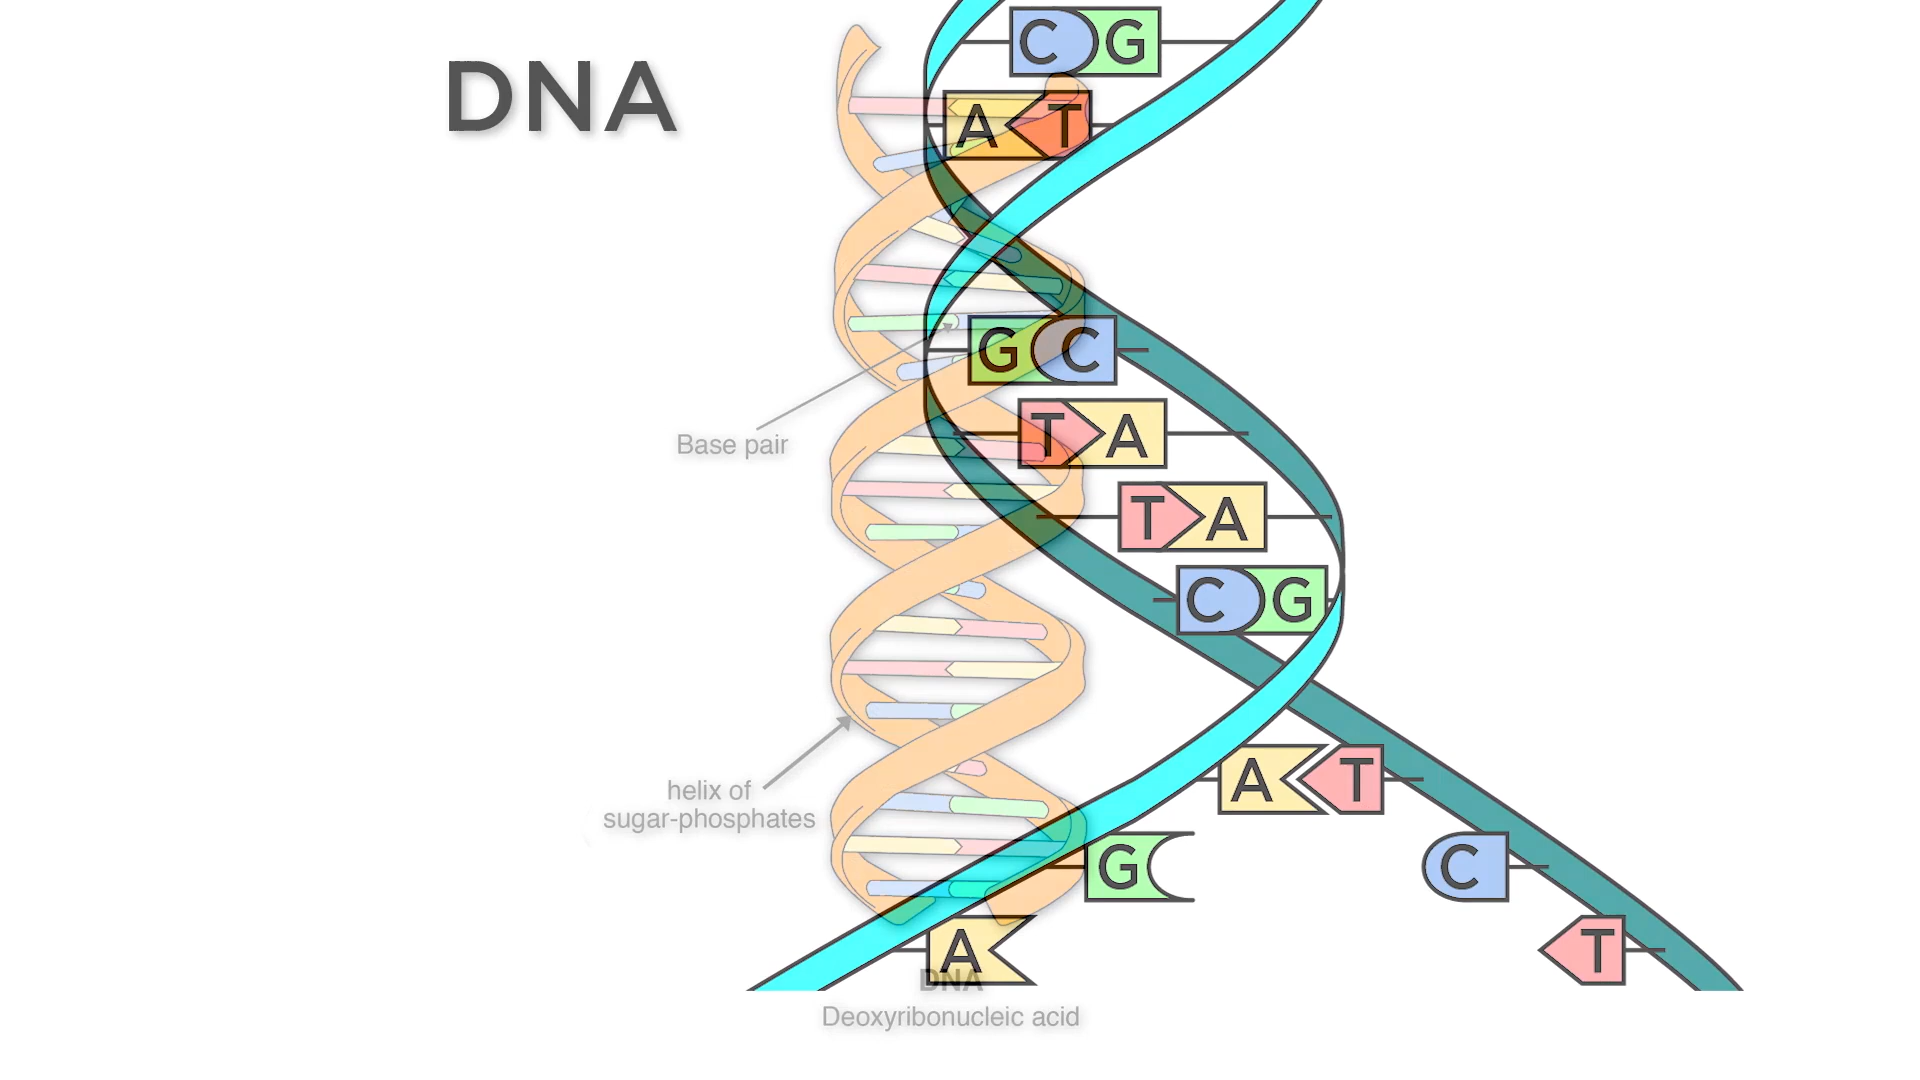 DNA
C G
A T
G C
T A
T A
C G
A T
G C
A T
Base pair
helix of
sugar-phosphates
DNA
Deoxyribonucleic acid